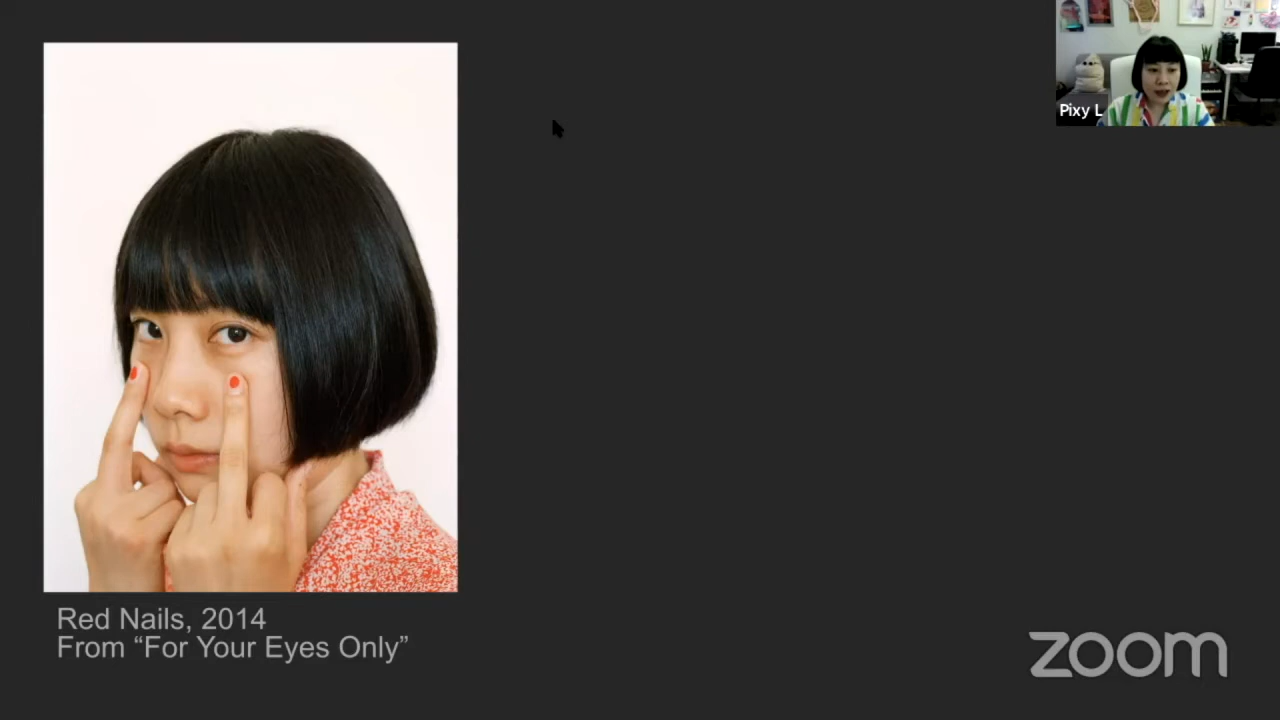 Pixy L
Red Nails, 2014
From “For Your Eyes Only”
zoom